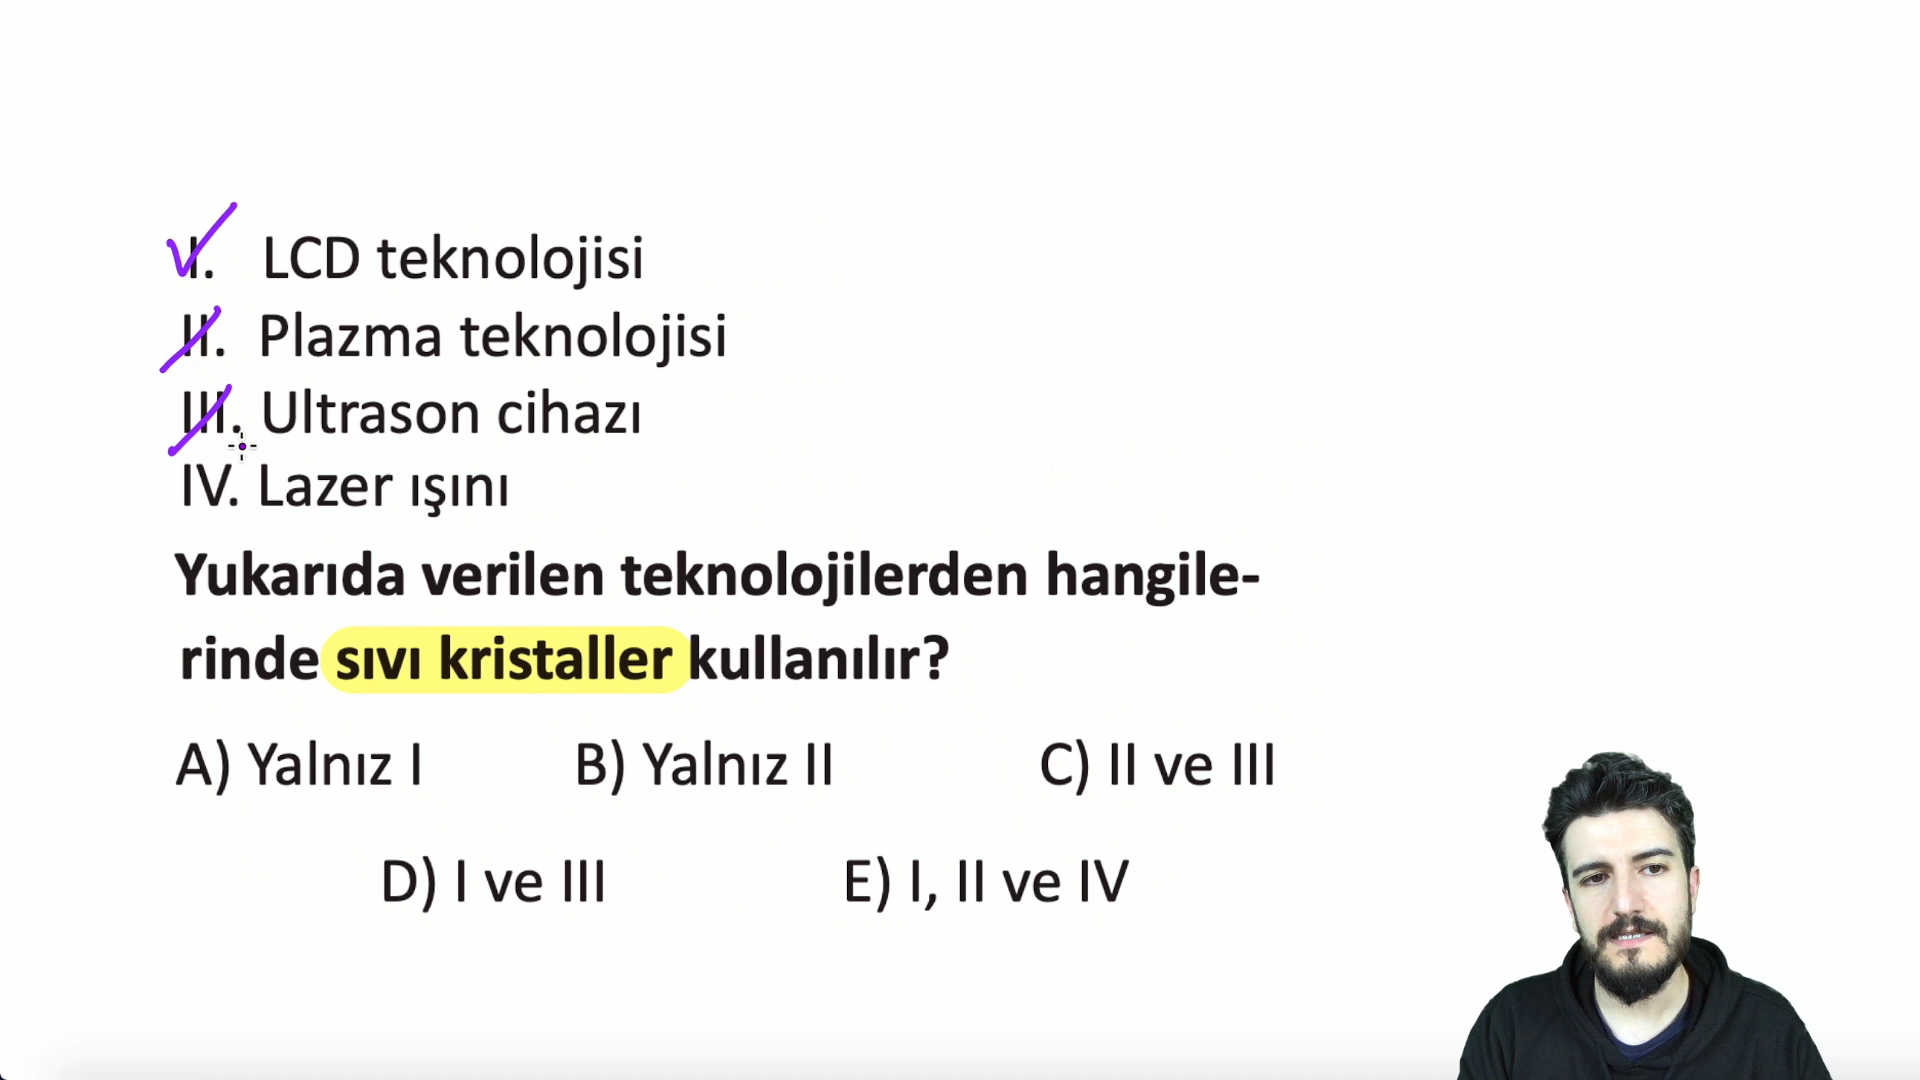 I. LCD teknolojisi
II. Plazma teknolojisi
III. Ultrason cihazı
IV. Lazer ışını
Yukarıda verilen teknolojilerden hangile-
rinde sıvı kristaller kullanılır?
A) Yalnız I B) Yalnız II C) II ve III
D) I ve III E) I, II ve IV